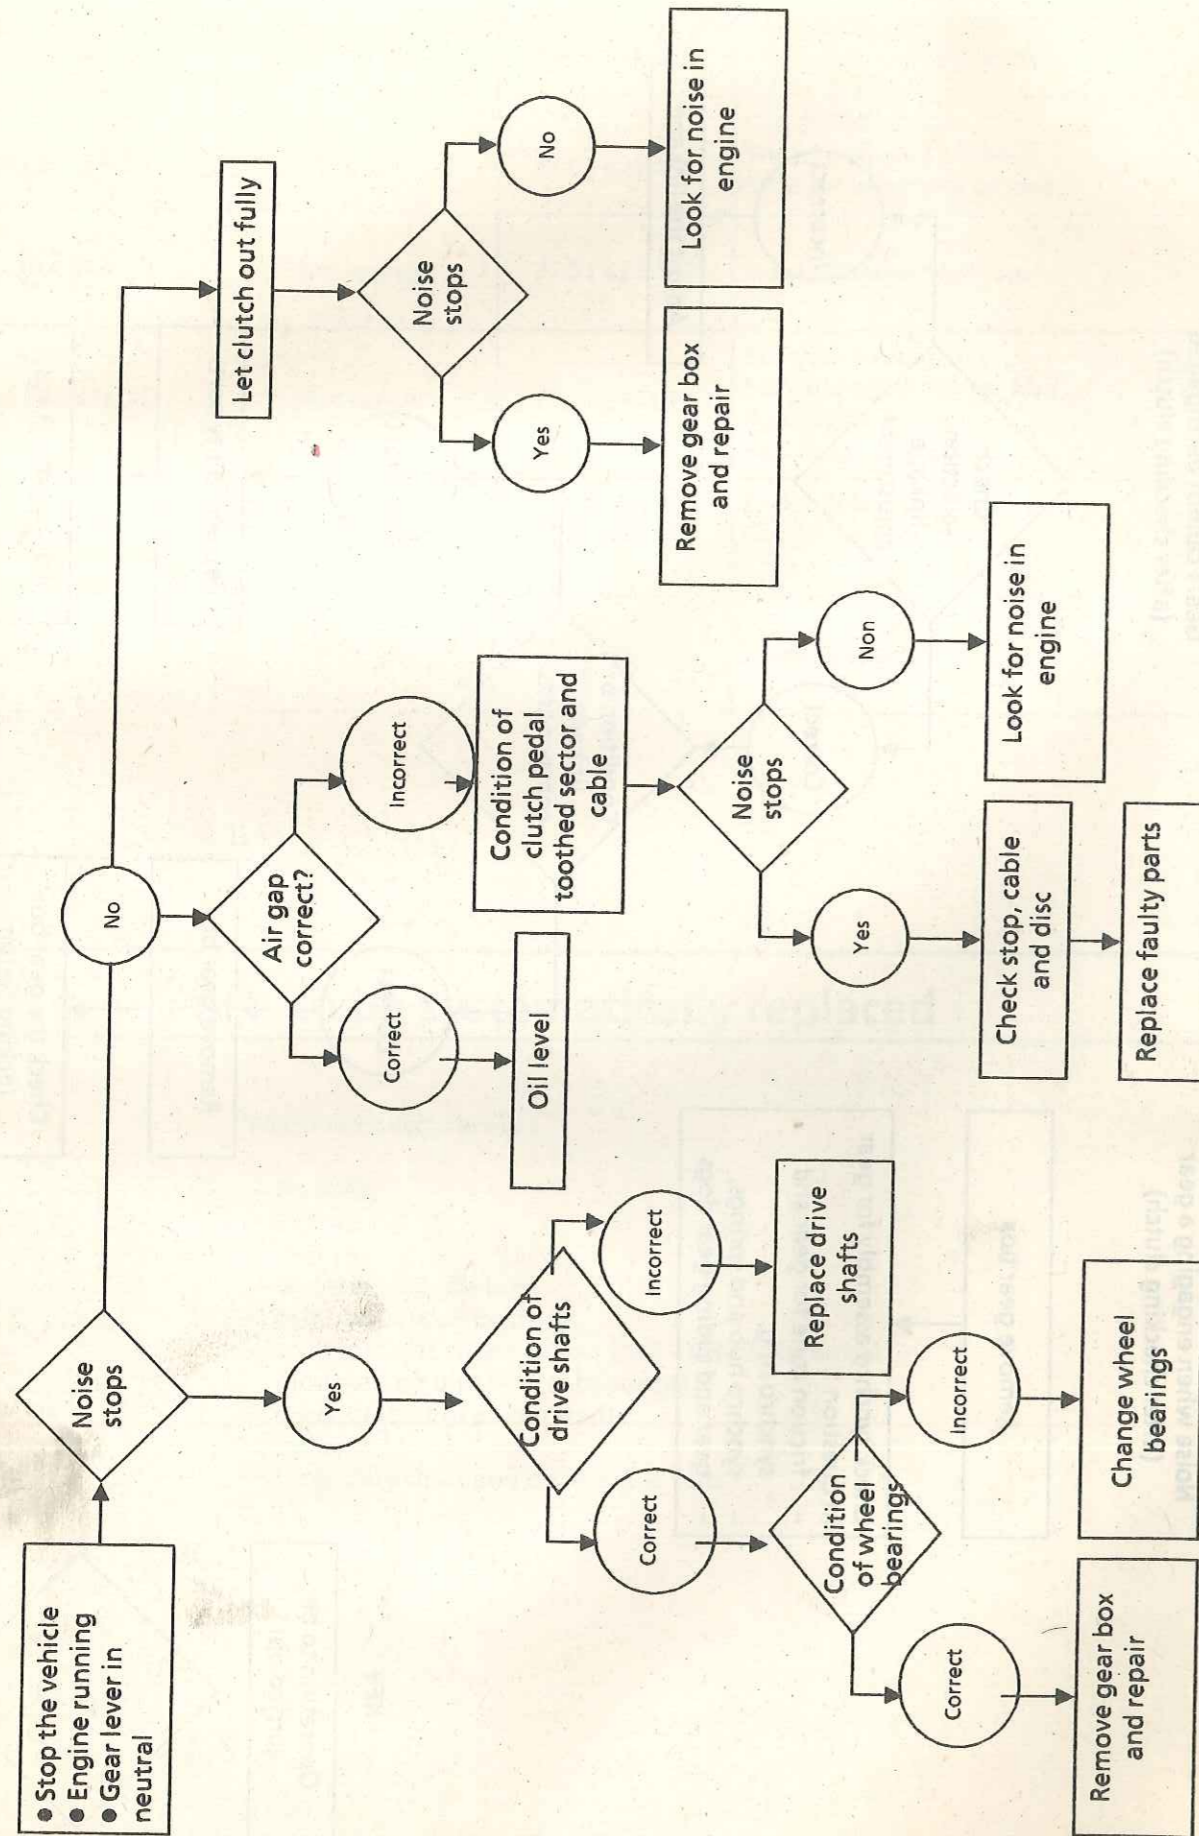 ● Stop the vehicle
● Engine running
● Gear lever in
neutral
Noise
stops
No
Yes
Let clutch out fully
Air gap
correct?
Noise
stops
Correct
Incorrect
Yes
No
Condition of
drive shafts
Oil level
Condition of
clutch pedal
toothed sector and
cable
Remove gear box
and repair
Look for noise in
engine
Correct
Incorrect
Noise
stops
Condition
of wheel
bearings
Replace drive
shafts
Yes
Non
Correct
Incorrect
Check stop, cable
and disc
Look for noise in
engine
Remove gear box
and repair
Change wheel
bearings
Replace faulty parts